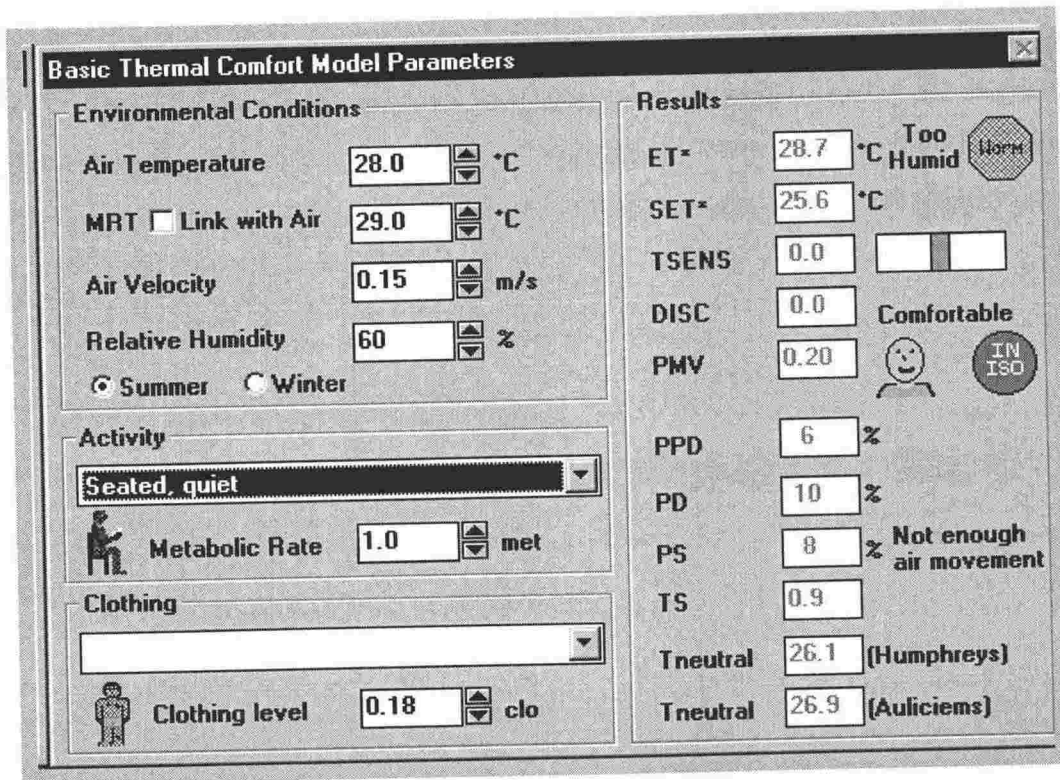 Basic Thermal Comfort Model Parameters
Environmental Conditions
Air Temperature 28.0 °C
MRT Link with Air 29.0 °C
Air Velocity 0.15 m/s
Relative Humidity 60 %
Summer Winter
Activity
Seated, quiet
Metabolic Rate 1.0 met
Clothing
Clothing level 0.18 clo
Results
ET* 28.7 °C Too Humid Warm
SET* 25.6 °C
TSENS 0.0
DISC 0.0 Comfortable
PMV 0.20 IN ISO
PPD 6 %
PD 10 %
PS 8 % Not enough air movement
TS 0.9
Tneutral 26.1 (Humphreys)
Tneutral 26.9 (Auliciems)